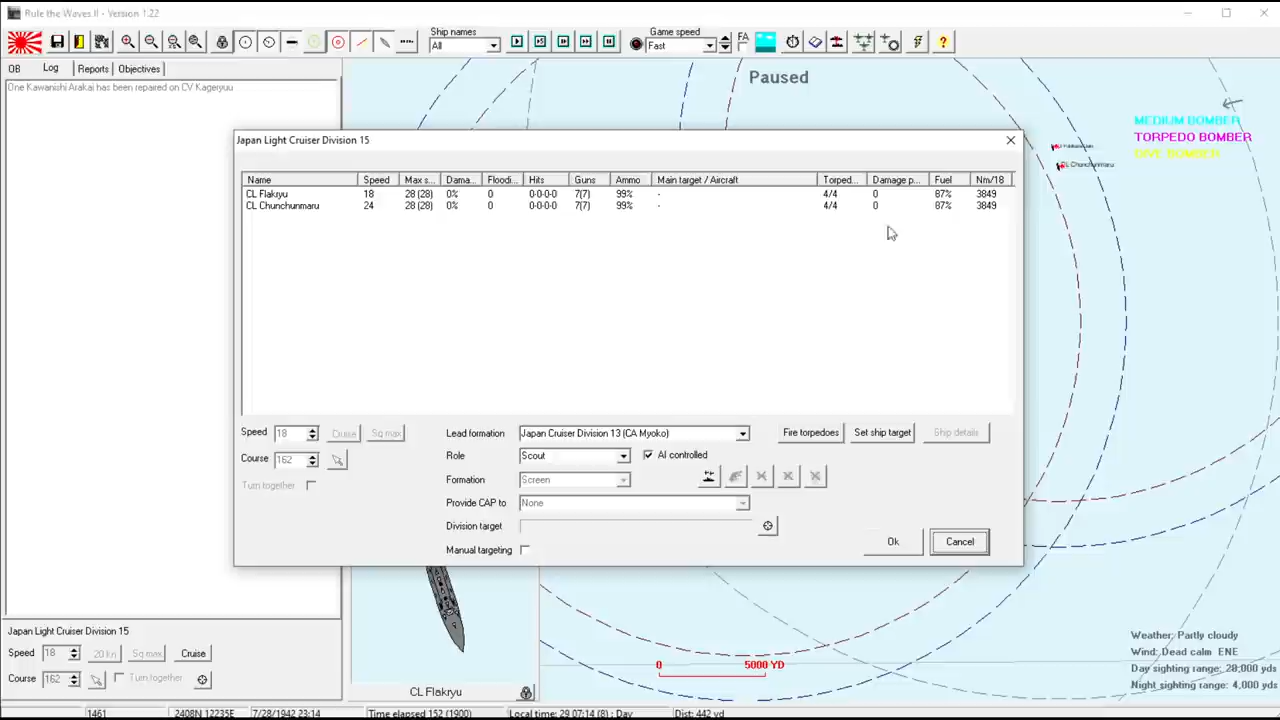 Rule the Waves II - Version 1.22
Ship names
All
Game speed
Fast
FA
OB Log Reports Objectives
One Kawanishi Arakai has been repaired on CV Kageryuu
Paused
MEDIUM BOMBER
TORPEDO BOMBER
DIVE BOMBER
CL Chunchunmaru
Japan Light Cruiser Division 15
Name Speed Max s... Dama... Floodi... Hits Guns Ammo Main target / Aircraft Torped... Damage p... Fuel Nm/18
CL Flakryu 18 28 (28) 0% 0 0-0-0-0 7(7) 99% - 4/4 0 87% 3849
CL Chunchunmaru 24 28 (28) 0% 0 0-0-0-0 7(7) 99% - 4/4 0 87% 3849
Speed 18 Cruise Sq max
Course 162
Turn together
Lead formation Japan Cruiser Division 13 (CA Myoko)
Role Scout AI controlled
Formation Screen
Provide CAP to None
Division target
Manual targeting
Fire torpedoes Set ship target Ship details
Ok Cancel
Japan Light Cruiser Division 15
Speed 18 20 kn Sq max Cruise
Course 162 Turn together
CL Flakryu
0 5000 YD
Weather: Partly cloudy
Wind: Dead calm ENE
Day sighting range: 28,000 yds
Night sighting range: 4,000 yds
1461 2408N 12235E 7/28/1942 23:14 Time elapsed 152 (1900) Local time: 29 07:14 (8) : Day Dist: 442 yd